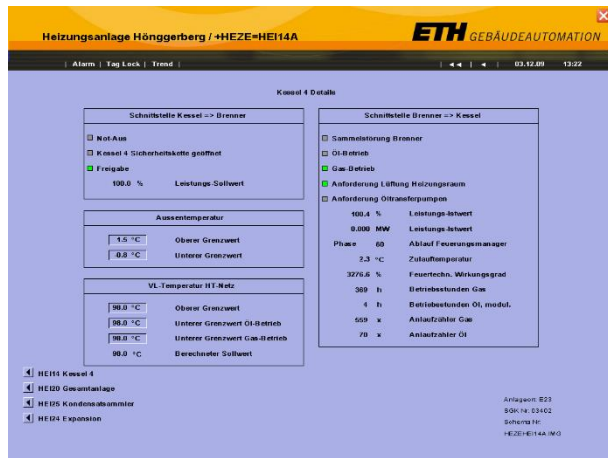 Heizungsanlage Hönggerberg / +HEZE=HEI14A
ETH GEBÄUDEAUTOMATION
| Alarm | Tag Lock | Trend |
| ◄◄ | ◄ | 03.12.09 13:22
Kessel 4 Details
Schnittstelle Kessel => Brenner
Not-Aus
Kessel 4 Sicherheitskette geöffnet
Freigabe
100.0 % Leistungs-Sollwert
Aussentemperatur
1.5 °C Oberer Grenzwert
-0.8 °C Unterer Grenzwert
VL-Temperatur HT-Netz
98.0 °C Oberer Grenzwert
98.0 °C Unterer Grenzwert Öl-Betrieb
98.0 °C Unterer Grenzwert Gas-Betrieb
90.0 °C Berechneter Sollwert
Schnittstelle Brenner => Kessel
Sammelstörung Brenner
Öl-Betrieb
Gas-Betrieb
Anforderung Lüftung Heizungsraum
Anforderung Öltransferpumpen
100.4 % Leistungs-Istwert
8.000 MW Leistungs-Istwert
Phase 60 Ablauf Feuerungsmanager
2.3 °C Zulauftemperatur
3276.6 % Feuertechn. Wirkungsgrad
369 h Betriebsstunden Gas
4 h Betriebsstunden Öl, modul.
559 x Anlaufzähler Gas
70 x Anlaufzähler Öl
HEI14 Kessel 4
HEI20 Gesamtanlage
HEI25 Kondensatsammler
HEI24 Expansion
Anlagenort: E23
SGK Nr: 03402
Schema Nr:
HEZEHEI14A.IMG